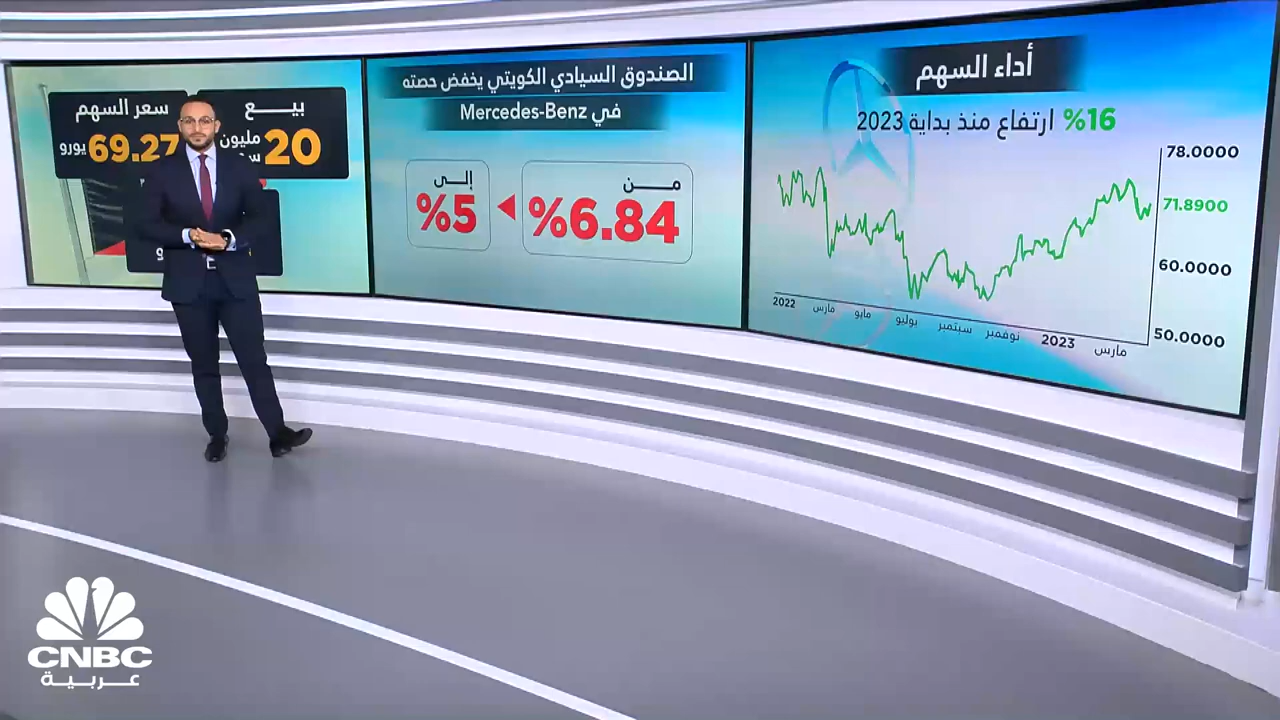 أداء السهم
%16 ارتفاع منذ بداية 2023
78.0000
71.8900
60.0000
50.0000
2022
مارس
مايو
يوليو
سبتمبر
نوفمبر
2023
مارس
الصندوق السيادي الكويتي يخفض حصته
في Mercedes-Benz
من
%6.84
إلى
%5
بيع
20 مليون
سعر السهم
69.27 يورو
CNBC
عربية